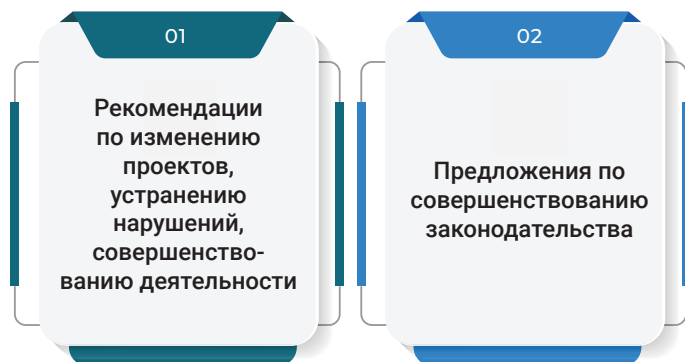 01
Рекомендации
по изменению
проектов,
устранению
нарушений,
совершенство-
ванию деятельности
02
Предложения по
совершенствованию
законодательства